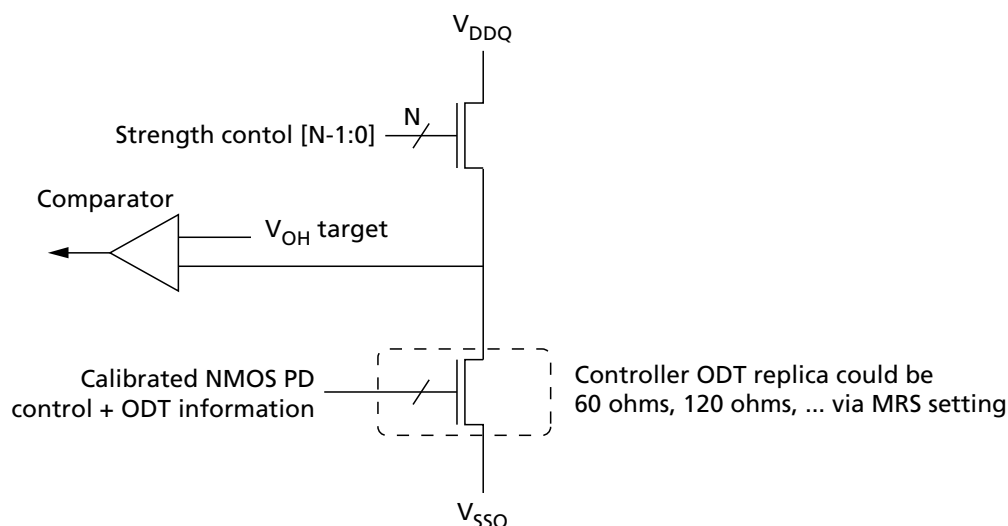 VDDQ
N
Strength contol [N-1:0]
Comparator
VOH target
Calibrated NMOS PD
control + ODT information
Controller ODT replica could be
60 ohms, 120 ohms, ... via MRS setting
VSSQ